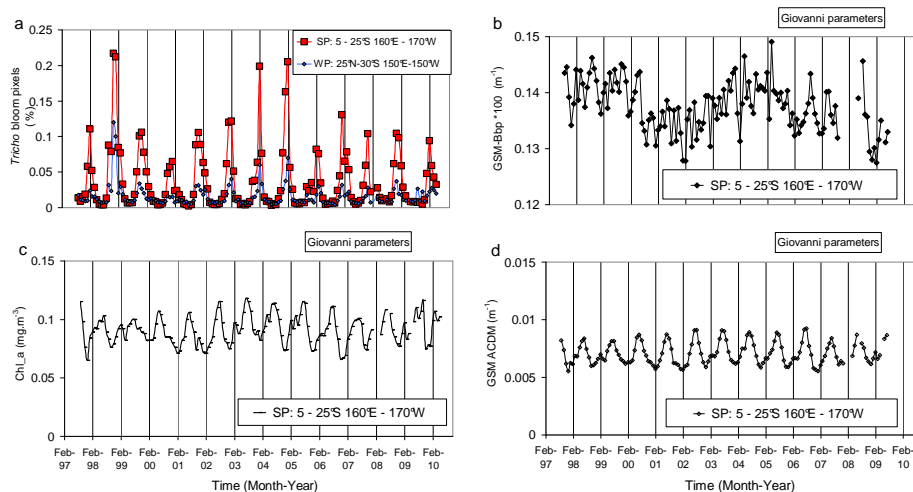 a
0.25
0.20
0.15
0.10
0.05
0
Tricho bloom pixels
(%)
SP: 5 - 25°S 160°E - 170°W
WP: 25°N-30°S 150°E-150°W
Giovanni parameters
b
0.15
0.14
0.13
0.12
GSM-Bbp *100 (m-1)
SP: 5 - 25°S 160°E - 170°W
c
Giovanni parameters
0.15
0.1
0.05
0
Chl_a (mg.m-3)
SP: 5 - 25°S 160°E - 170°W
Feb-97 Feb-98 Feb-99 Feb-00 Feb-01 Feb-02 Feb-03 Feb-04 Feb-05 Feb-06 Feb-07 Feb-08 Feb-09 Feb-10
Time (Month-Year)
d
Giovanni parameters
0.015
0.01
0.005
0
GSM ACDM (m-1)
SP: 5 - 25°S 160°E - 170°W
Feb-97 Feb-98 Feb-99 Feb-00 Feb-01 Feb-02 Feb-03 Feb-04 Feb-05 Feb-06 Feb-07 Feb-08 Feb-09 Feb-10
Time (Month-Year)